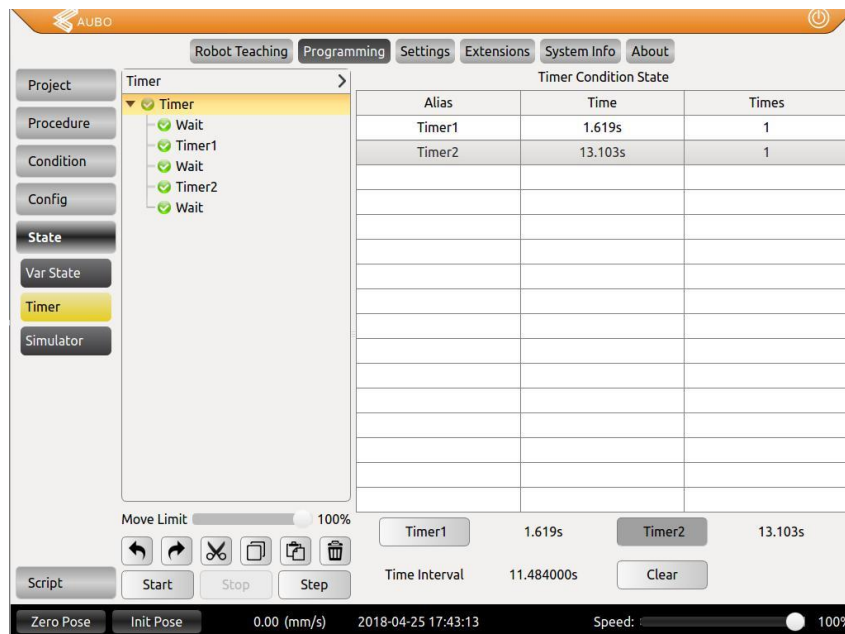 AUBO
Robot Teaching Programming Settings Extensions System Info About
Project
Procedure
Condition
Config
State
Var State
Timer
Simulator
Script
Timer
Timer
Wait
Timer1
Wait
Timer2
Wait
Timer Condition State
Alias Time Times
Timer1 1.619s 1
Timer2 13.103s 1
Move Limit 100%
Start Stop Step
Timer1 1.619s Timer2 13.103s
Time Interval 11.484000s Clear
Zero Pose Init Pose 0.00 (mm/s) 2018-04-25 17:43:13 Speed: 100%